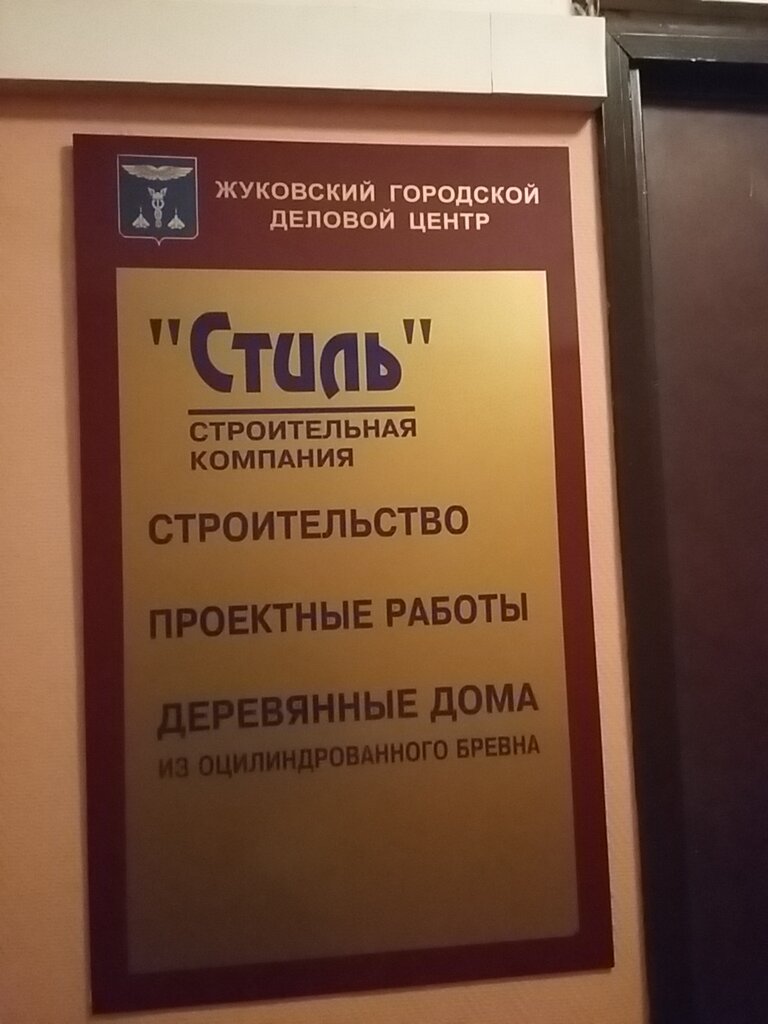 ЖУКОВСКИЙ ГОРОДСКОЙ
ДЕЛОВОЙ ЦЕНТР
"Стиль"
СТРОИТЕЛЬНАЯ
КОМПАНИЯ
СТРОИТЕЛЬСТВО
ПРОЕКТНЫЕ РАБОТЫ
ДЕРЕВЯННЫЕ ДОМА
ИЗ ОЦИЛИНДРОВАННОГО БРЕВНА